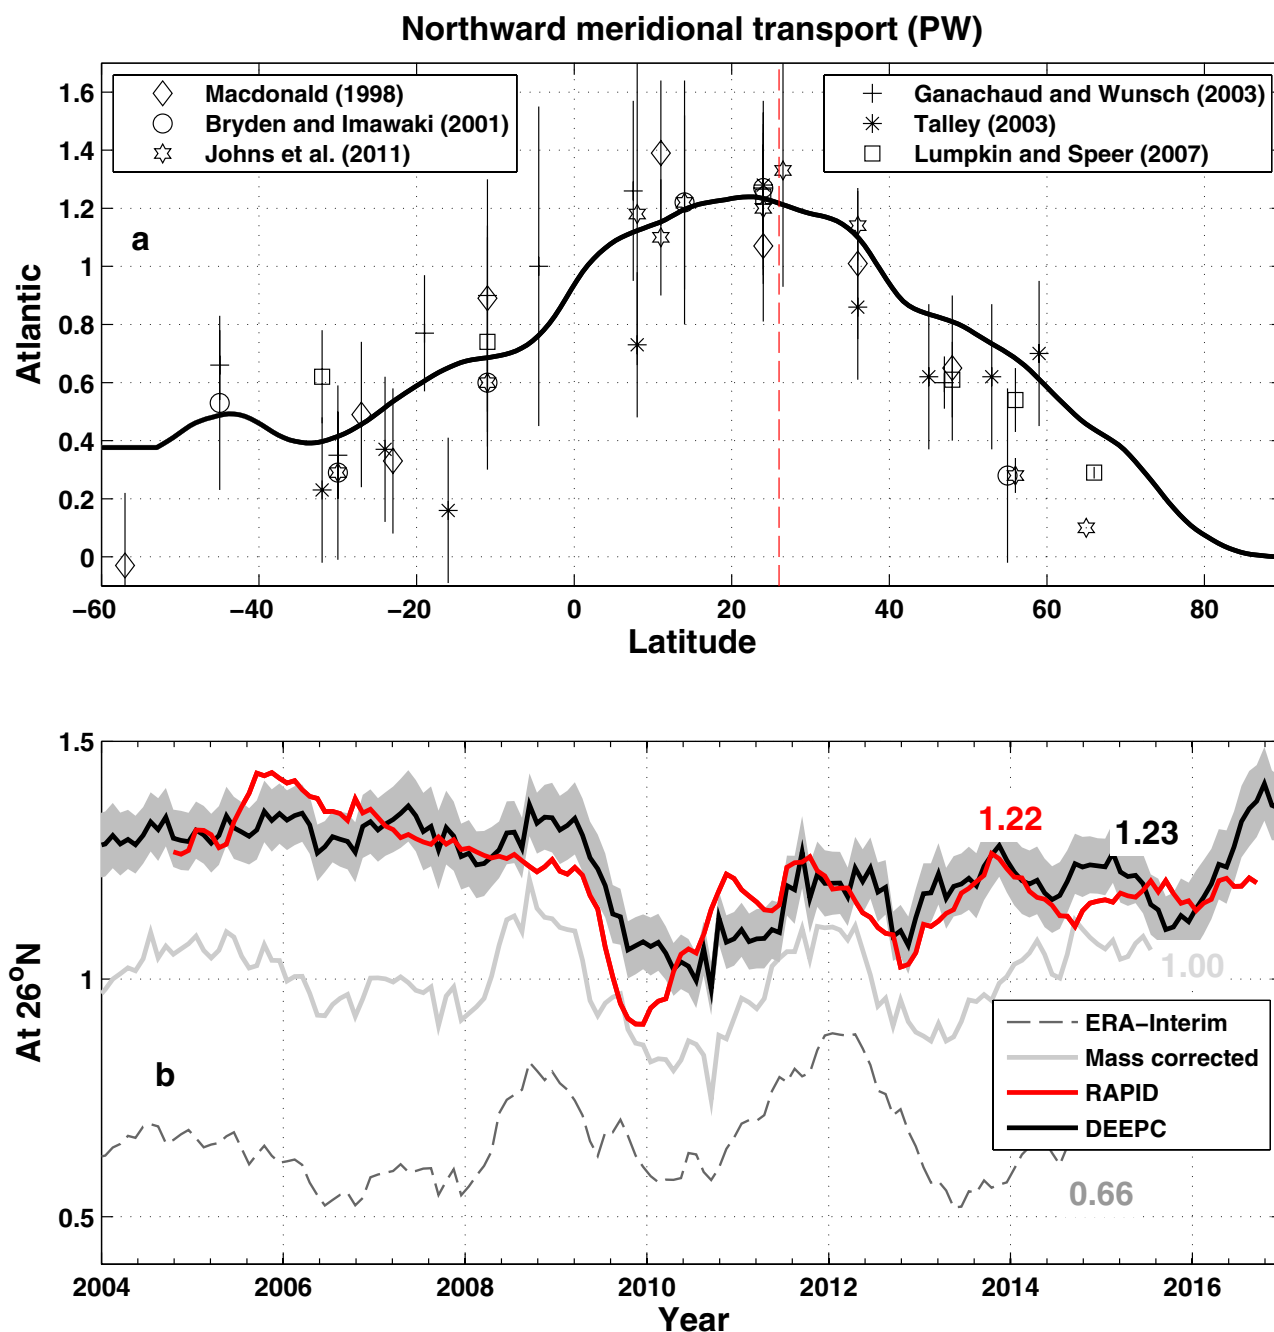 Northward meridional transport (PW)
Macdonald (1998)
Bryden and Imawaki (2001)
Johns et al. (2011)
Ganachaud and Wunsch (2003)
Talley (2003)
Lumpkin and Speer (2007)
a
Atlantic
1.6
1.4
1.2
1
0.8
0.6
0.4
0.2
0
−60
−40
−20
0
20
40
60
80
Latitude
At 26°N
1.5
1
0.5
1.22
1.23
1.00
b
ERA−Interim
Mass corrected
RAPID
DEEPC
0.66
2004
2006
2008
2010
2012
2014
2016
Year